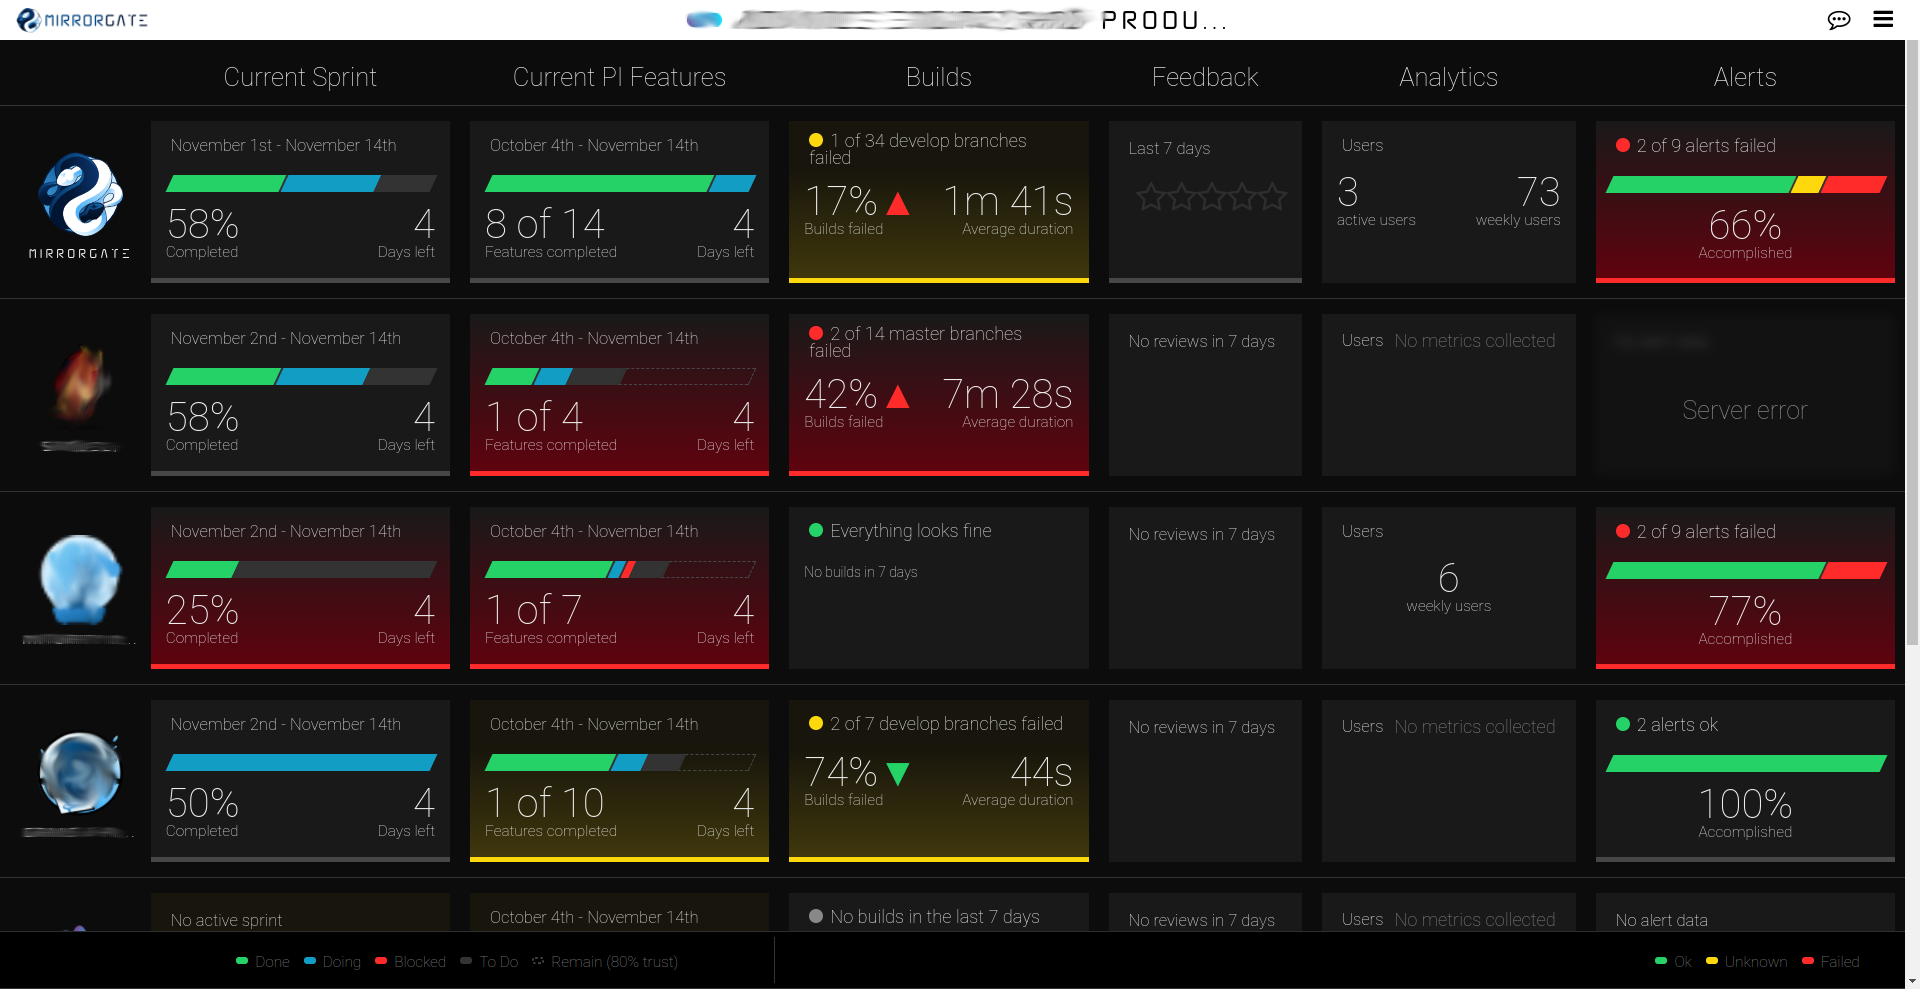 MIRRORGATE
PRODU...
Current Sprint
Current PI Features
Builds
Feedback
Analytics
Alerts
MIRRORGATE
November 1st - November 14th
58%
Completed
4
Days left
October 4th - November 14th
8 of 14
Features completed
4
Days left
1 of 34 develop branches
failed
17%
Builds failed
1m 41s
Average duration
Last 7 days
Users
3
active users
73
weekly users
2 of 9 alerts failed
66%
Accomplished
November 2nd - November 14th
58%
Completed
4
Days left
October 4th - November 14th
1 of 4
Features completed
4
Days left
2 of 14 master branches
failed
42%
Builds failed
7m 28s
Average duration
No reviews in 7 days
Users No metrics collected
Server error
November 2nd - November 14th
25%
Completed
4
Days left
October 4th - November 14th
1 of 7
Features completed
4
Days left
Everything looks fine
No builds in 7 days
No reviews in 7 days
Users
6
weekly users
2 of 9 alerts failed
77%
Accomplished
November 2nd - November 14th
50%
Completed
4
Days left
October 4th - November 14th
1 of 10
Features completed
4
Days left
2 of 7 develop branches failed
74%
Builds failed
44s
Average duration
No reviews in 7 days
Users No metrics collected
2 alerts ok
100%
Accomplished
No active sprint
October 4th - November 14th
No builds in the last 7 days
No reviews in 7 days
Users No metrics collected
No alert data
Done Doing Blocked To Do Remain (80% trust)
Ok Unknown Failed